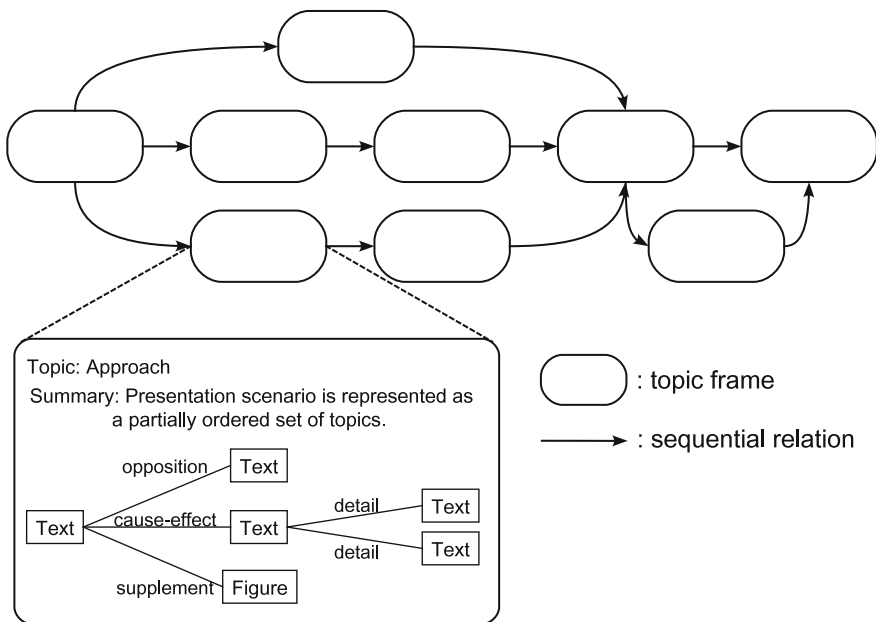 Topic: Approach
Summary: Presentation scenario is represented as
a partially ordered set of topics.
opposition
Text
Text
cause-effect
Text
detail
Text
detail
Text
supplement
Figure
: topic frame
: sequential relation